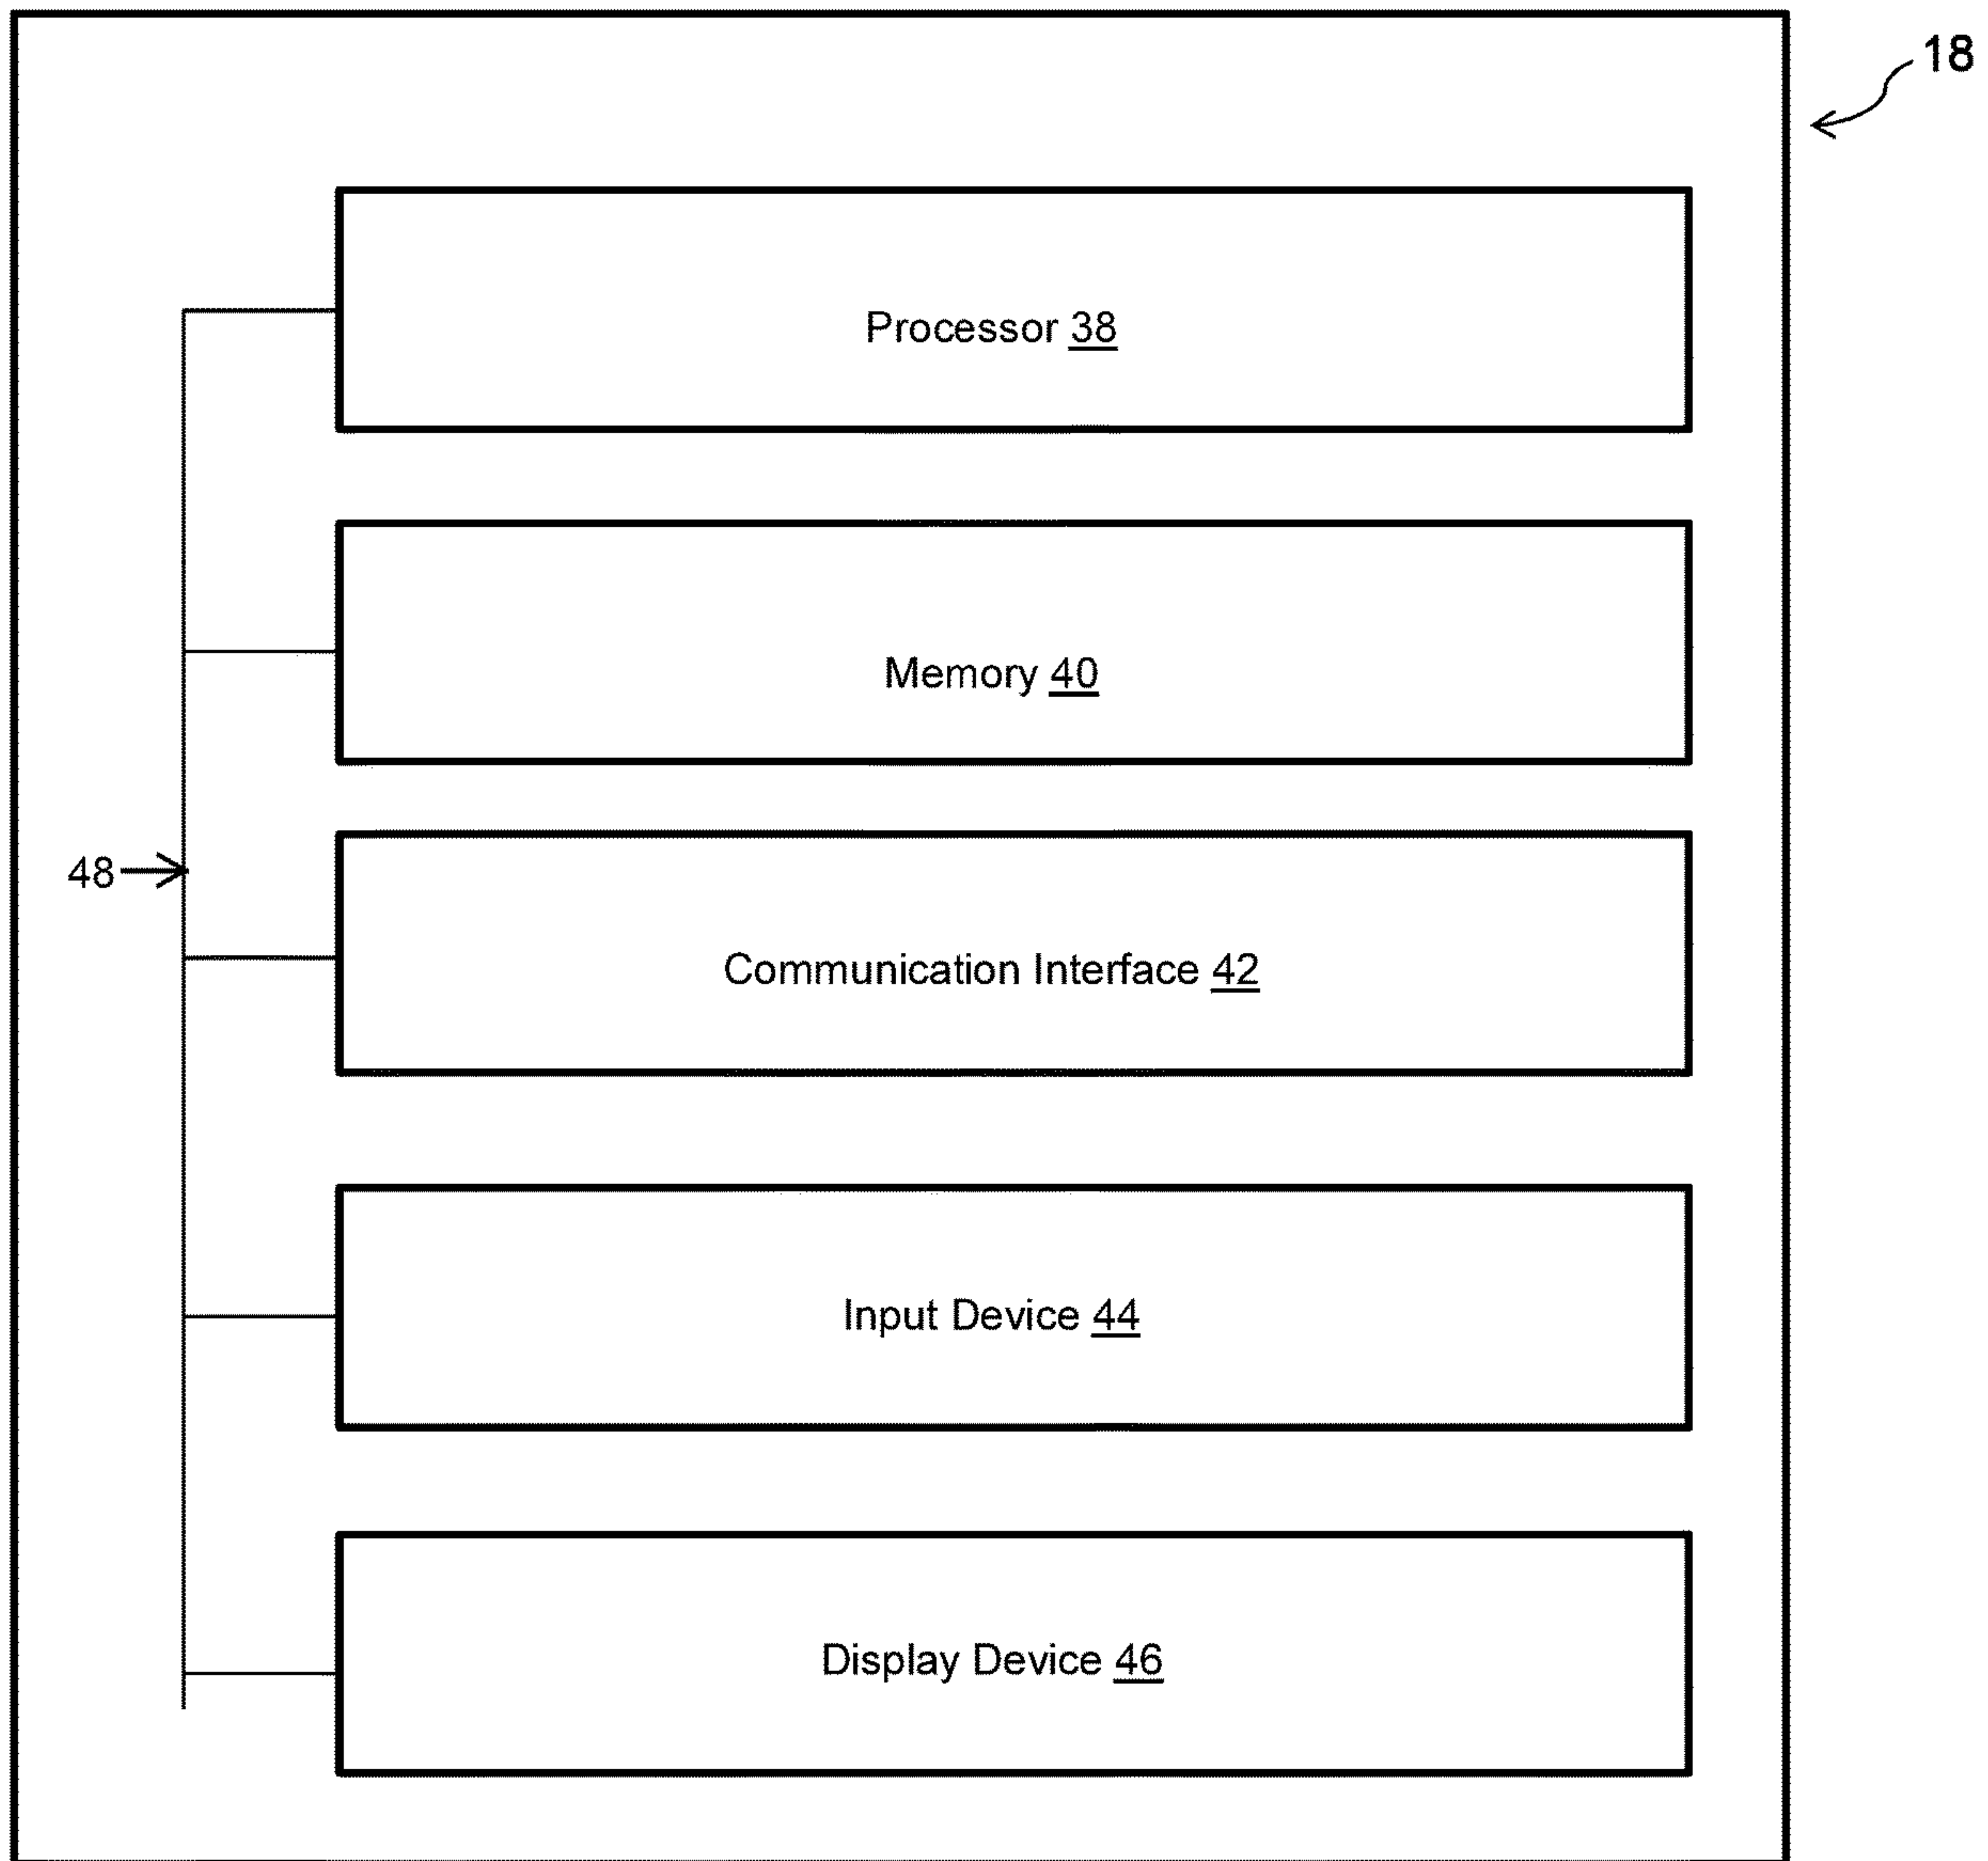 18
Processor 38
Memory 40
48
Communication Interface 42
Input Device 44
Display Device 46